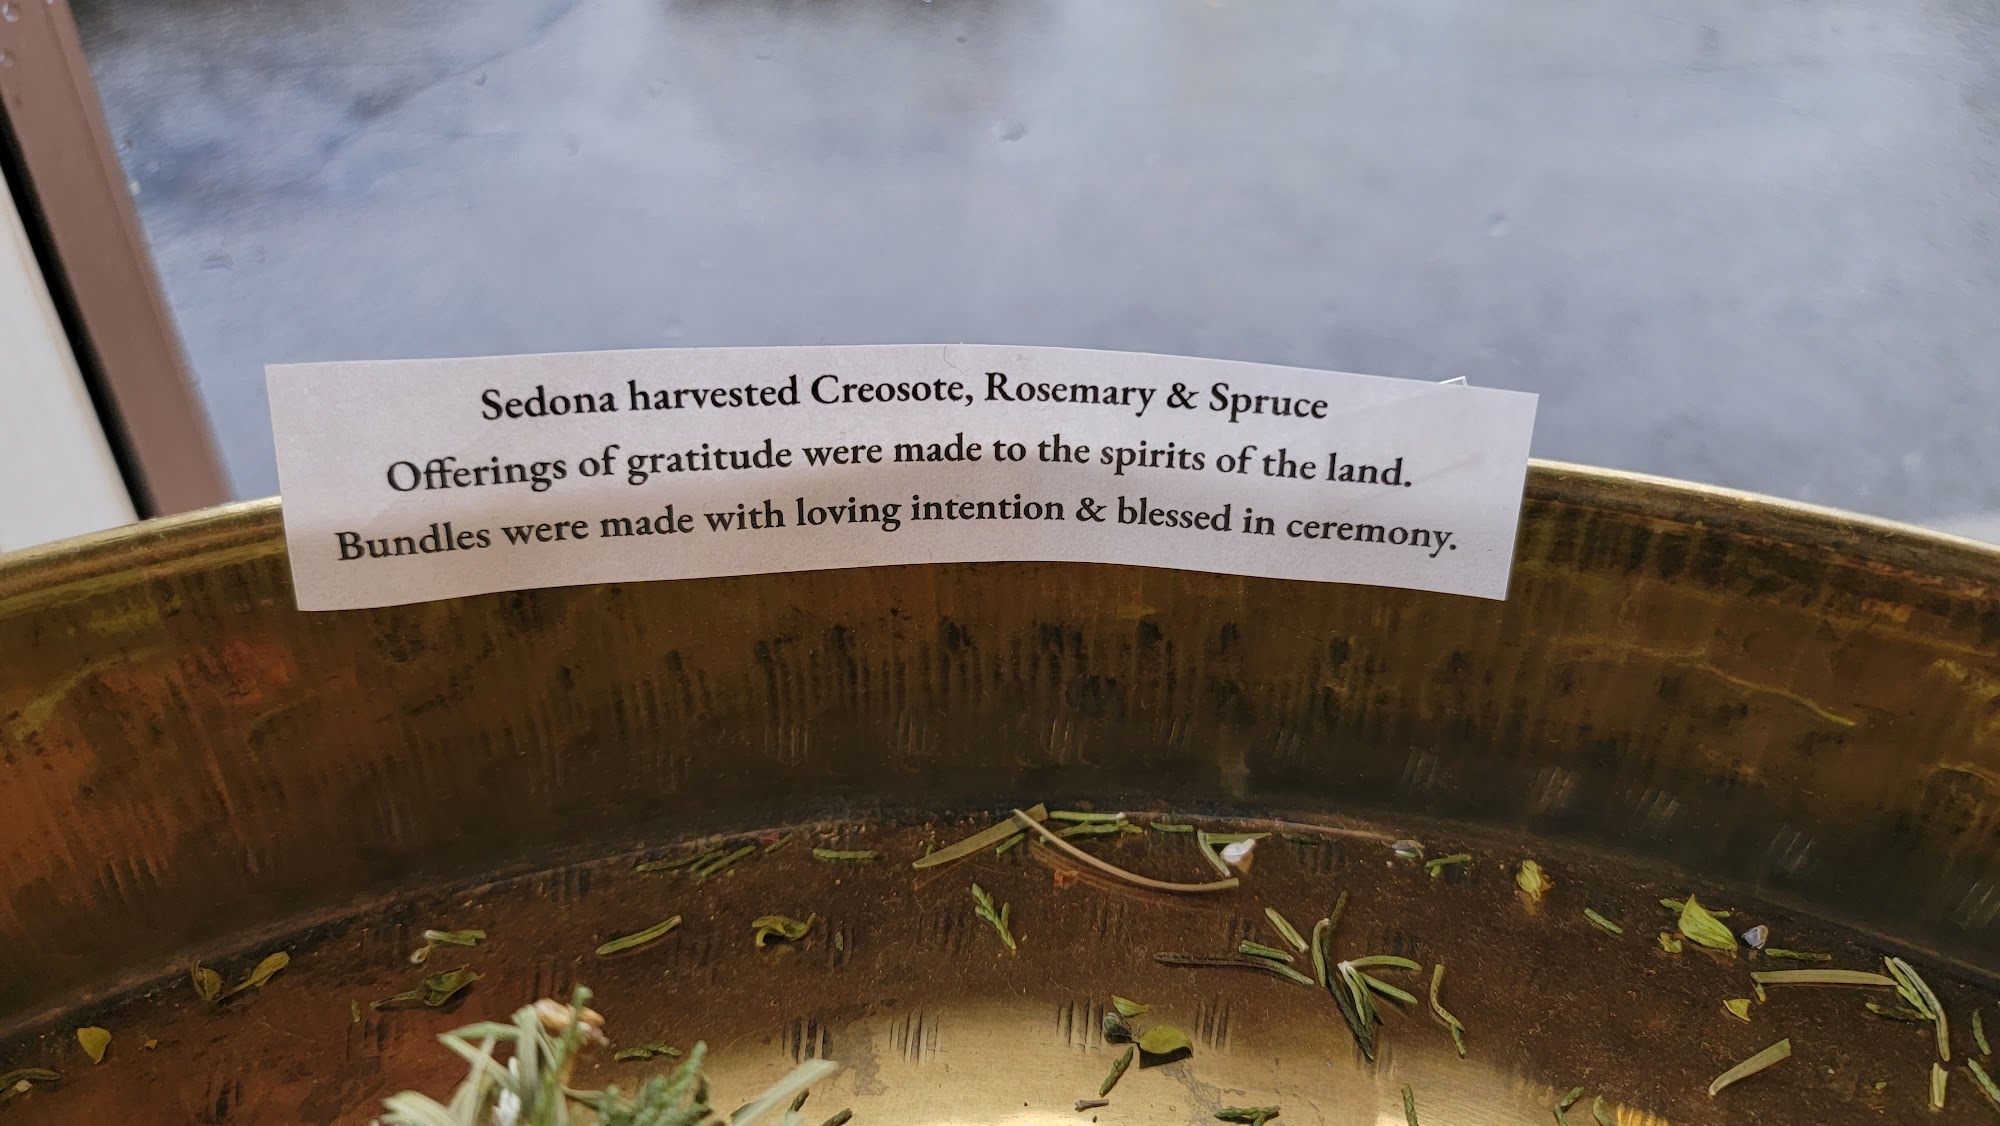 Sedona harvested Creosote, Rosemary & Spruce
Offerings of gratitude were made to the spirits of the land.
Bundles were made with loving intention & blessed in ceremony.